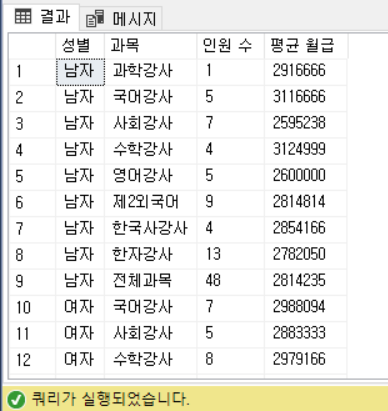 결과 메시지
성별 과목 인원 수 평균 월급
1 남자 과학강사 1 2916666
2 남자 국어강사 5 3116666
3 남자 사회강사 7 2595238
4 남자 수학강사 4 3124999
5 남자 영어강사 5 2600000
6 남자 제2외국어 9 2814814
7 남자 한국사강사 4 2854166
8 남자 한자강사 13 2782050
9 남자 전체과목 48 2814235
10 여자 국어강사 7 2988094
11 여자 사회강사 5 2883333
12 여자 수학강사 8 2979166
쿼리가 실행되었습니다.